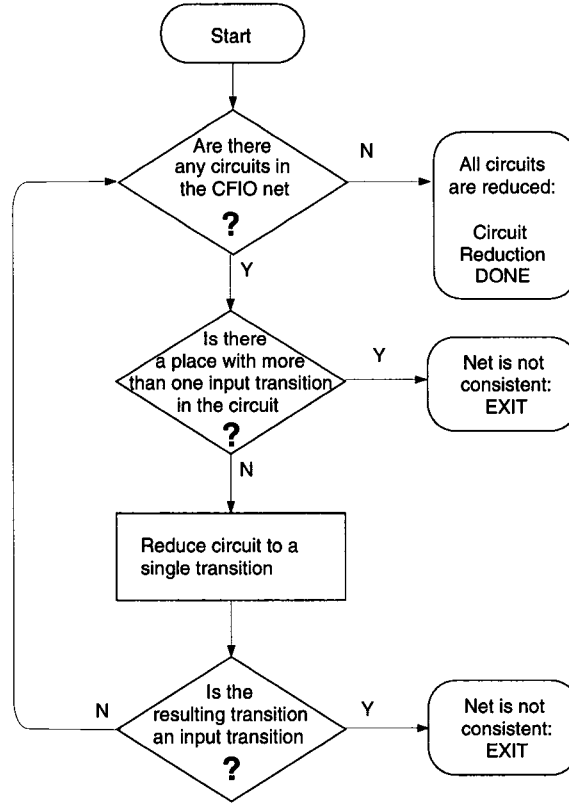 Start
Are there
any circuits in
the CFIO net
?
N
All circuits
are reduced:
Circuit
Reduction
DONE
Y
Is there
a place with more
than one input transition
in the circuit
?
Y
Net is not
consistent:
EXIT
N
Reduce circuit to a
single transition
Is the
resulting transition
an input transition
?
N
Y
Net is not
consistent:
EXIT